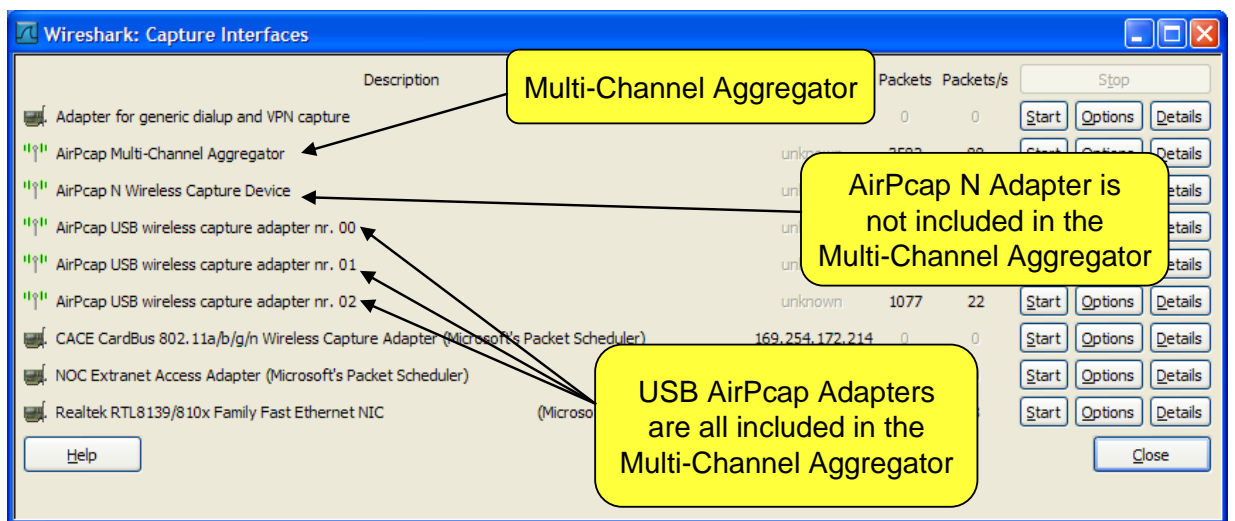 Wireshark: Capture Interfaces
Description Packets Packets/s Stop
Multi-Channel Aggregator
Adapter for generic dialup and VPN capture 0 0 Start Options Details
AirPcap Multi-Channel Aggregator
AirPcap N Wireless Capture Device
AirPcap N Adapter is
not included in the
Multi-Channel Aggregator
AirPcap USB wireless capture adapter nr. 00
AirPcap USB wireless capture adapter nr. 01
AirPcap USB wireless capture adapter nr. 02 unknown 1077 22 Start Options Details
CACE CardBus 802.11a/b/g/n Wireless Capture Adapter (Microsoft's Packet Scheduler) 169.254.172.214 0 0 Start Options Details
NOC Extranet Access Adapter (Microsoft's Packet Scheduler) Start Options Details
Realtek RTL8139/810x Family Fast Ethernet NIC Start Options Details
USB AirPcap Adapters
are all included in the
Multi-Channel Aggregator
Help Close